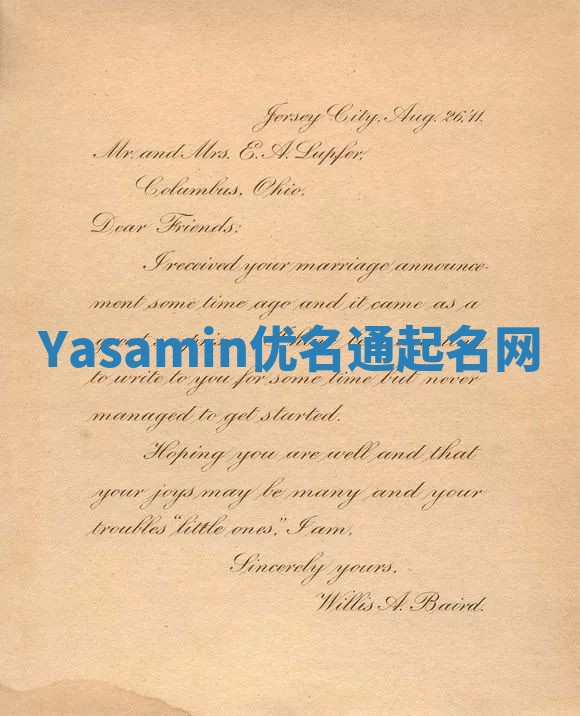 Jersey City, Aug. 26, '11.
Mr. and Mrs. E. A. Lupfer,
Columbus, Ohio.
Dear Friends:
I received your marriage announce-
ment some time ago and it came as a
Yasamin优名通起名网
to write to you for some time but never
managed to get started.
Hoping you are well and that
your joys may be many and your
troubles "little ones," I am,
Sincerely yours,
Willis A. Baird.